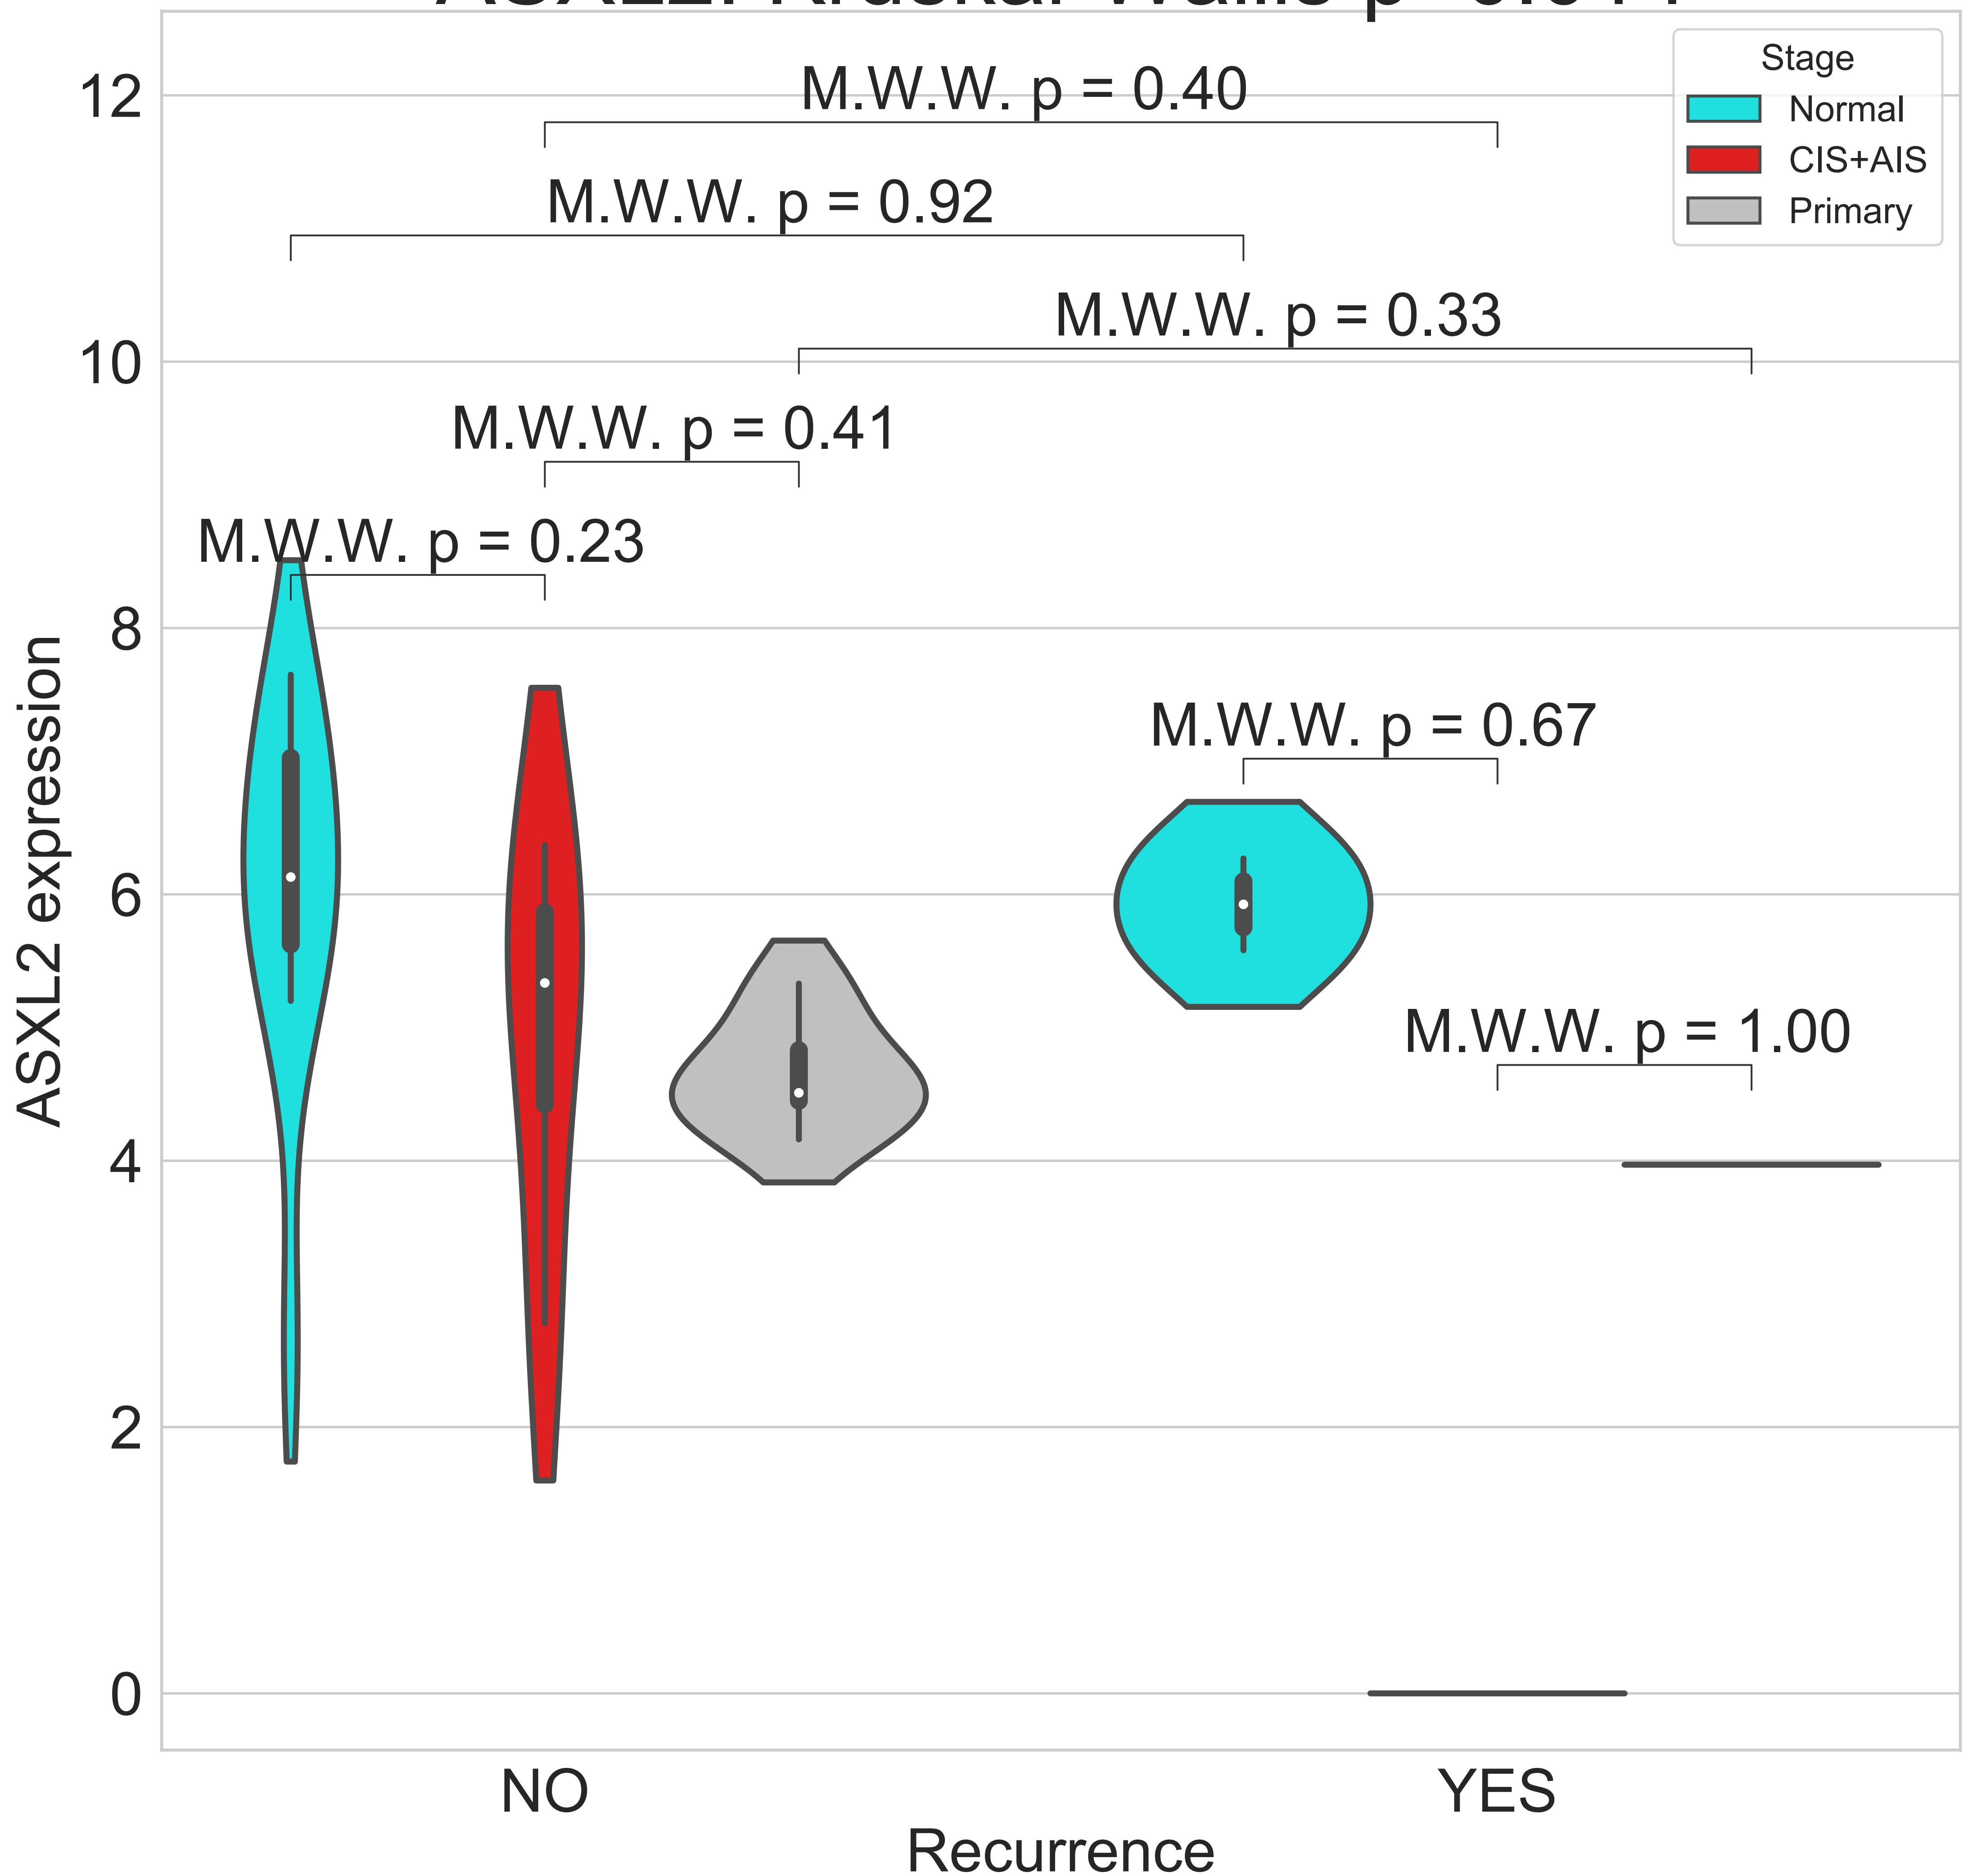 Stage
Normal
CIS+AIS
Primary
M.W.W. p = 0.40
M.W.W. p = 0.92
M.W.W. p = 0.33
M.W.W. p = 0.41
M.W.W. p = 0.23
M.W.W. p = 0.67
M.W.W. p = 1.00
12
10
8
6
4
2
0
ASXL2 expression
NO
YES
Recurrence